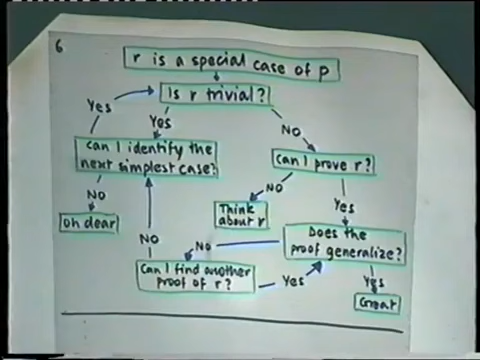 6
r is a special case of p
Is r trivial?
Yes
Yes
No
Can I identify the
next simplest case?
Can I prove r?
No
No
Yes
Oh dear
Think
about r
Does the
proof generalize?
No
No
Can I find another
proof of r?
Yes
Yes
Great